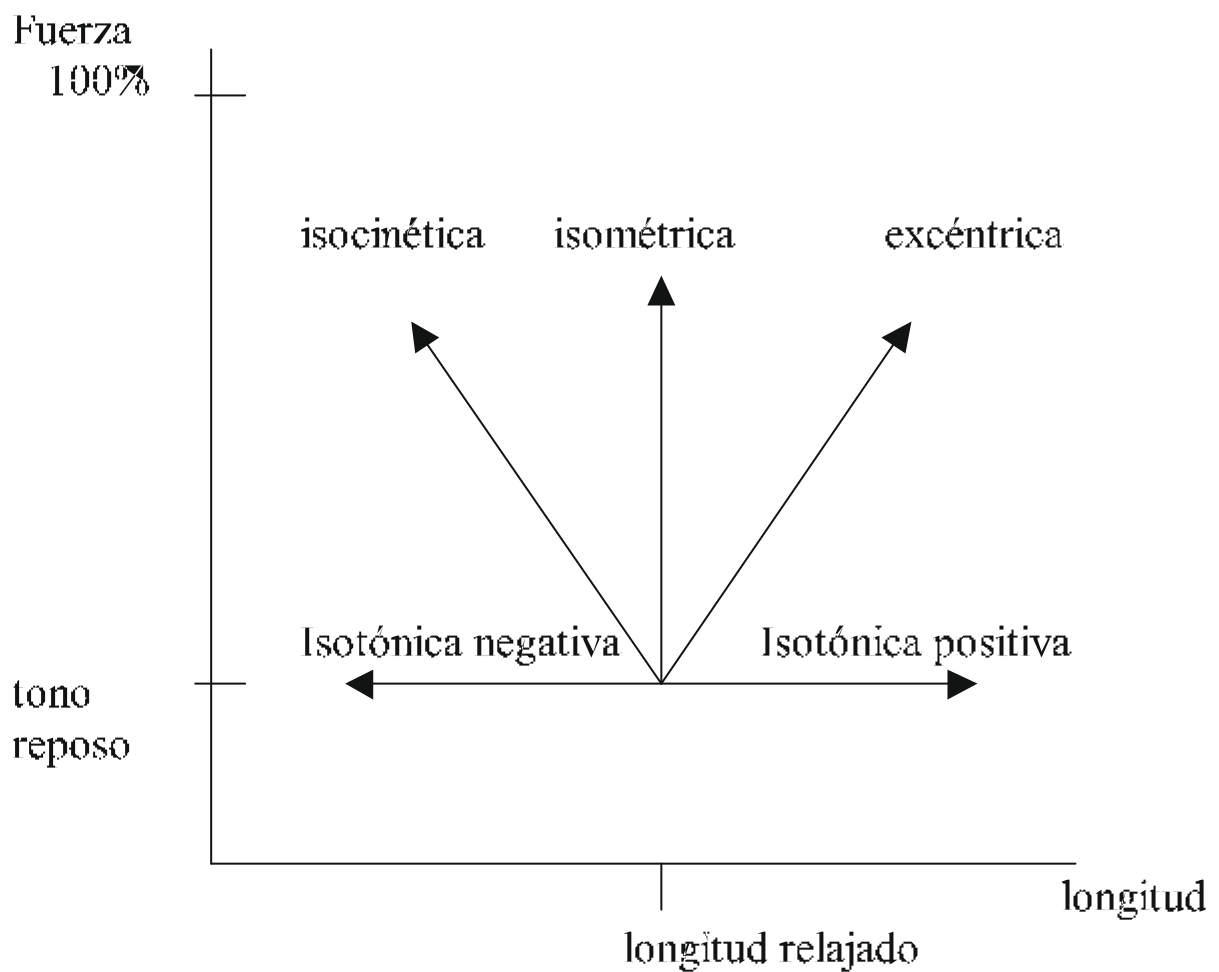 Fuerza
100%
isocinética isométrica excéntrica
Isotónica negativa Isotónica positiva
tono
reposo
longitud
longitud relajado